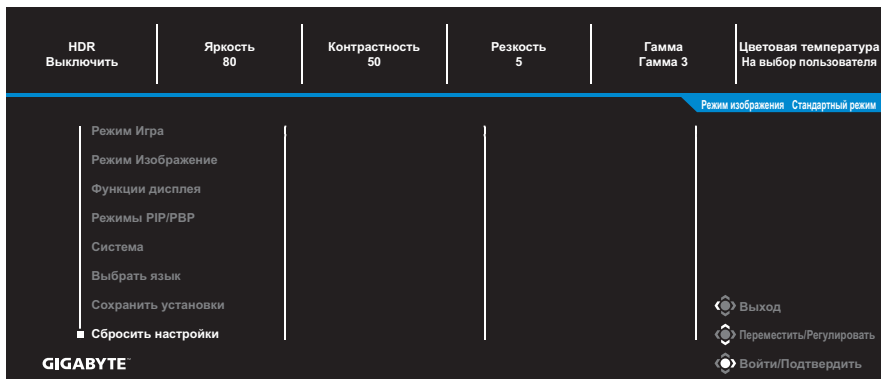 HDR
Выключить
Яркость
80
Контрастность
50
Резкость
5
Гамма
Гамма 3
Цветовая температура
На выбор пользователя
Режим изображения Стандартный режим
Режим Игра
Режим Изображение
Функции дисплея
Режимы PIP/PBP
Система
Выбрать язык
Сохранить установки
Сбросить настройки
Выход
Переместить/Регулировать
Войти/Подтвердить
GIGABYTE™